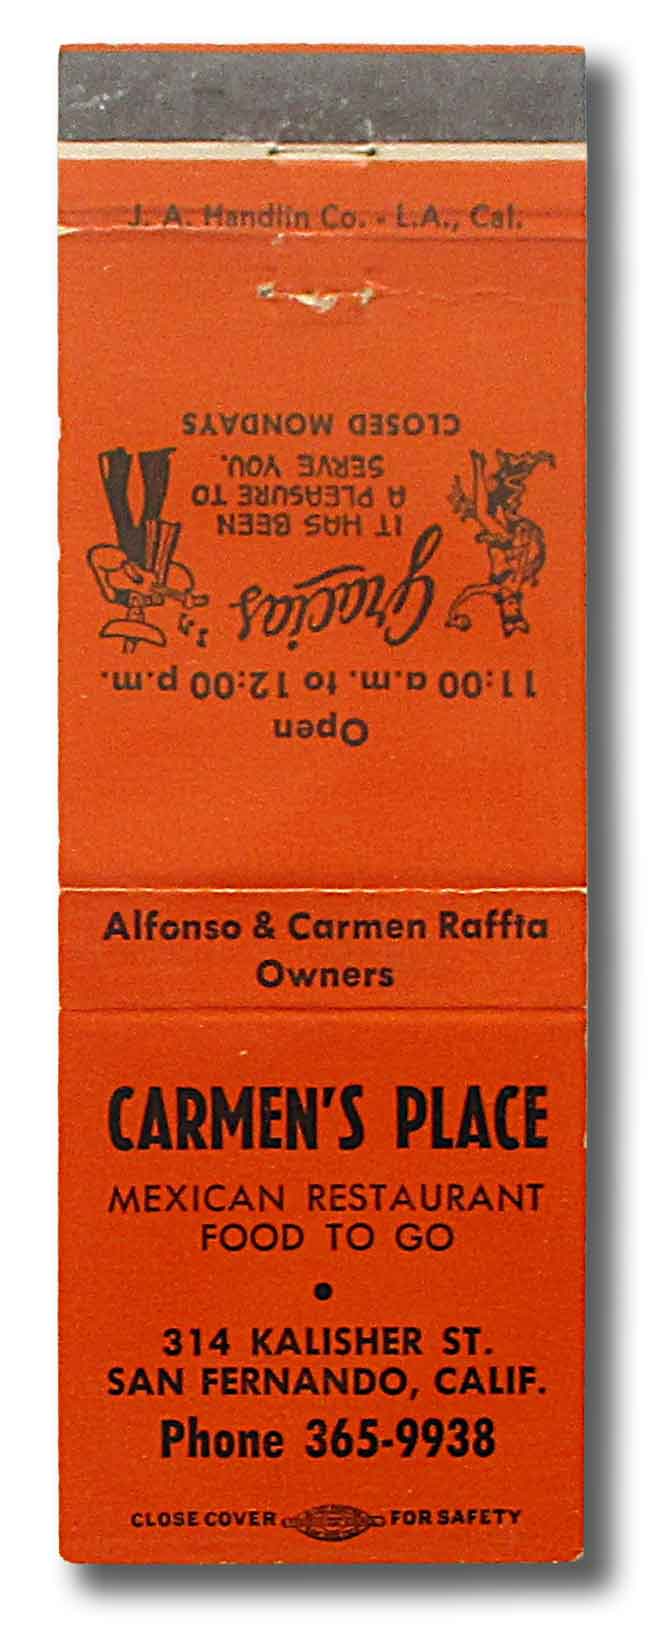 J. A. Handlin Co. - L.A., Cal.
Open
11:00 a.m. to 12:00 p.m.
Gracias
IT HAS BEEN
A PLEASURE TO
SERVE YOU.
CLOSED MONDAYS
Alfonso & Carmen Raffta
Owners
CARMEN'S PLACE
MEXICAN RESTAURANT
FOOD TO GO
•
314 KALISHER ST.
SAN FERNANDO, CALIF.
Phone 365-9938
CLOSE COVER FOR SAFETY